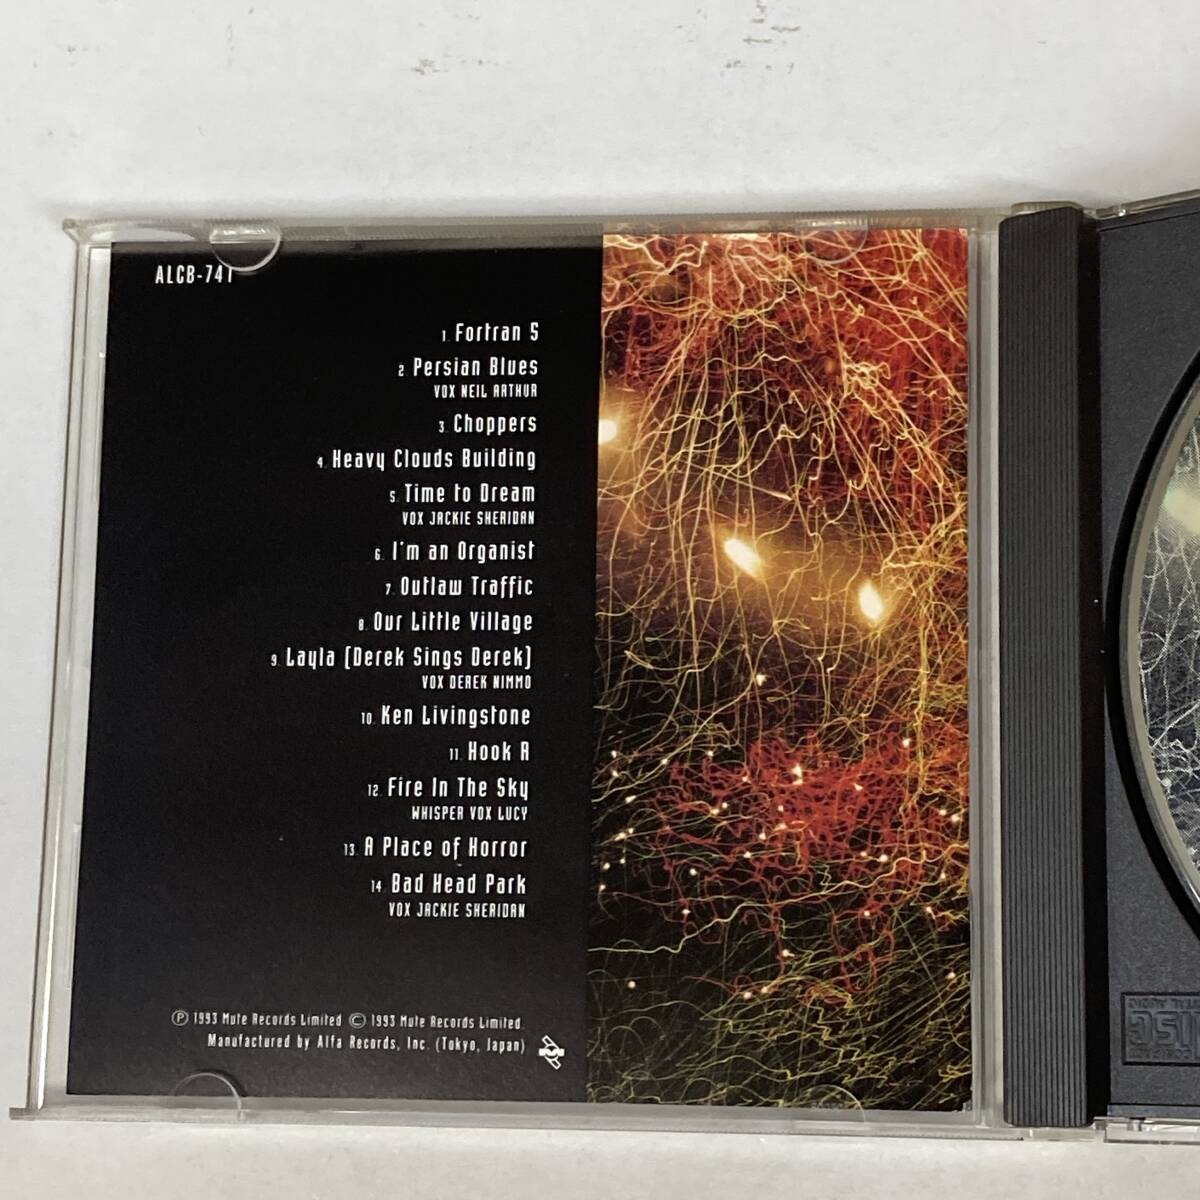 ALCB-741
1. Fortran 5
2. Persian Blues
VOX NEIL ARTHUR
3. Choppers
4. Heavy Clouds Building
5. Time to Dream
VOX JACKIE SHERIDAN
6. I'm an Organist
7. Outlaw Traffic
8. Our Little Village
9. Layla (Derek Sings Derek)
VOX DEREK NIMMO
10. Ken Livingstone
11. Hook A
12. Fire In The Sky
WHISPER VOX LUCY
13. A Place of Horror
14. Bad Head Park
VOX JACKIE SHERIDAN
Ⓟ 1993 Mute Records Limited © 1993 Mute Records Limited.
Manufactured by Alfa Records, Inc. (Tokyo, Japan)